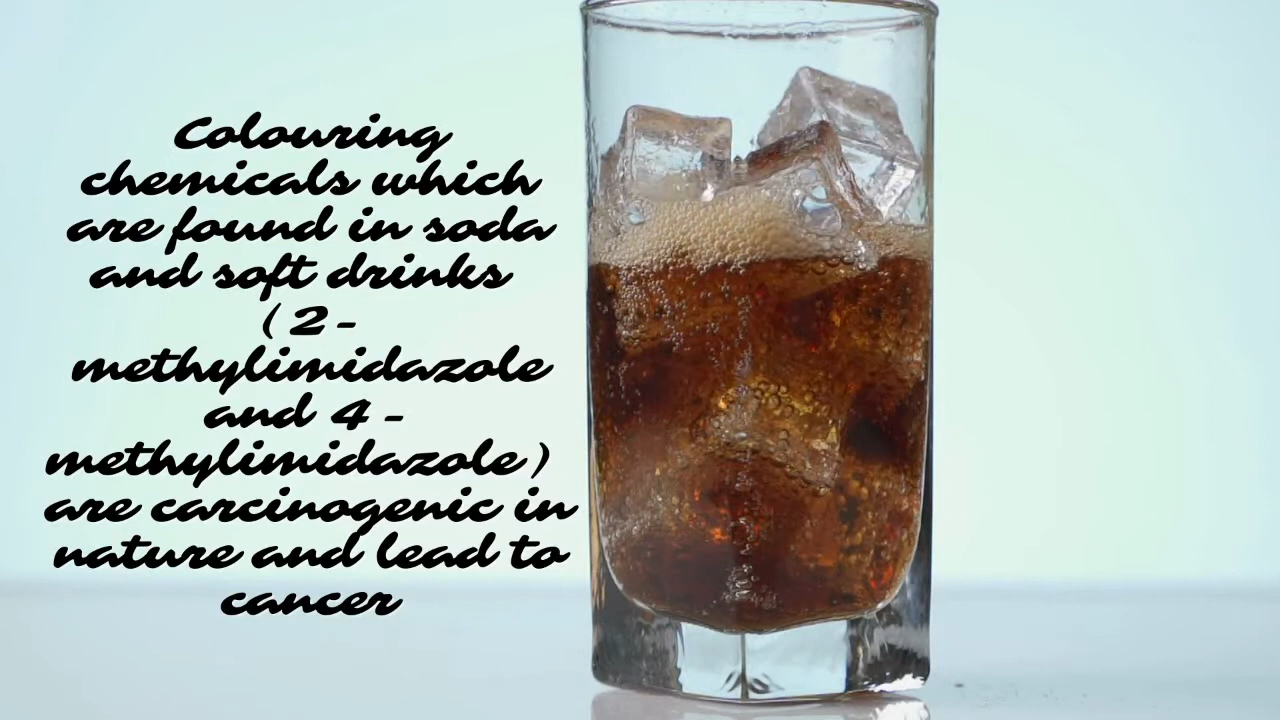 Colouring
chemicals which
are found in soda
and soft drinks
(2-
methylimidazole
and 4-
methylimidazole)
are carcinogenic in
nature and lead to
cancer